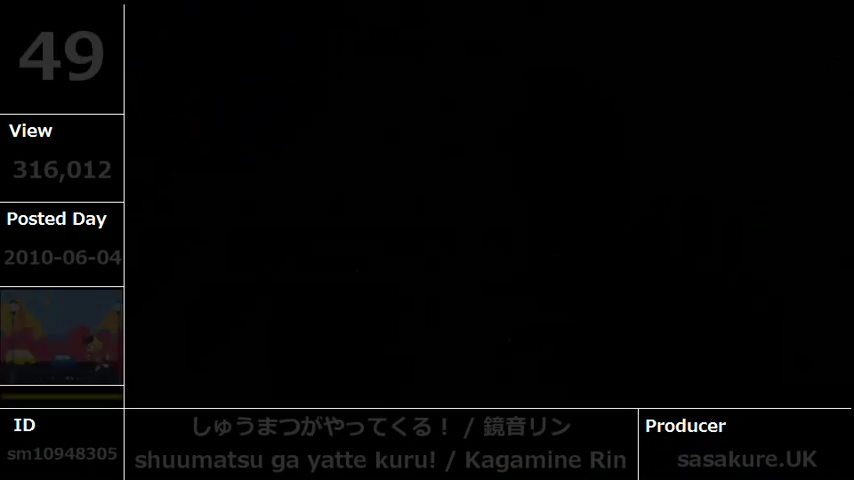 49
View
316,012
Posted Day
2010-06-04
ID
sm10948305
しゅうまつがやってくる！ / 鏡音リン
shuumatsu ga yatte kuru! / Kagamine Rin
Producer
sasakure.UK